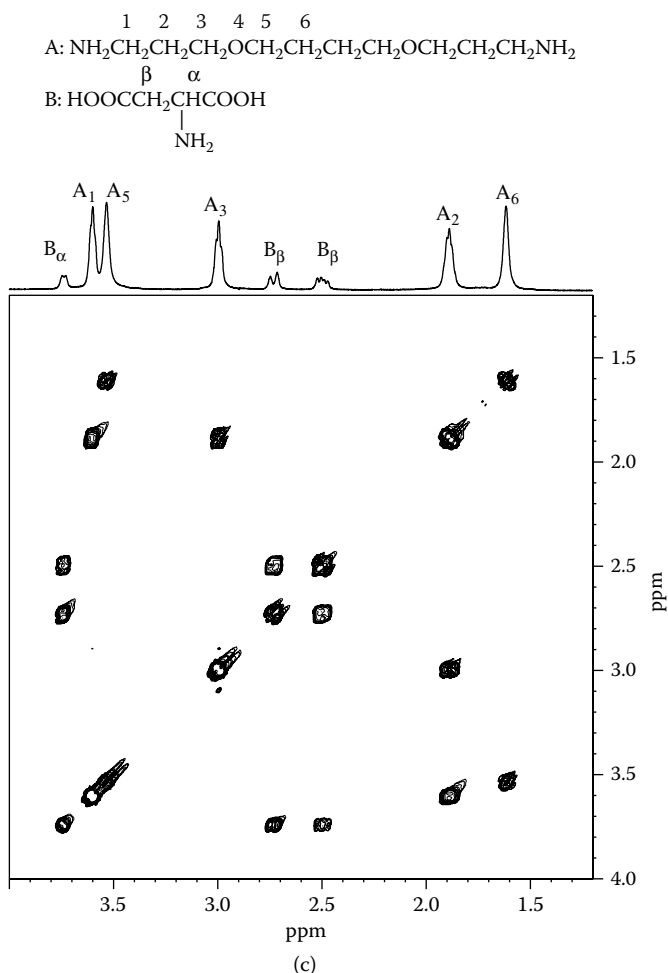 1 2 3 4 5 6
A: NH₂CH₂CH₂CH₂OCH₂CH₂CH₂CH₂OCH₂CH₂CH₂NH₂
β α
B: HOOCCH₂CHCOOH
NH₂
A₁ A₅ A₃ A₆
A₂
Bα Bβ Bβ
1.5
2.0
2.5
3.0
3.5
4.0
ppm
3.5 3.0 2.5 2.0 1.5
ppm
(c)